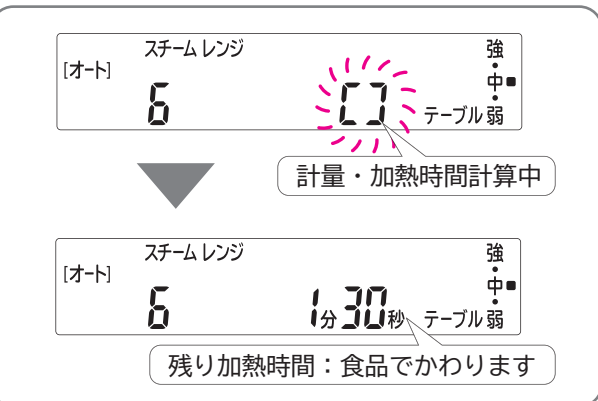 スチーム レンジ
強
[オート]
・
中■
6
[ ]
・
テーブル 弱
計量・加熱時間計算中
スチーム レンジ
強
[オート]
・
中■
6
1分30秒
・
テーブル 弱
残り加熱時間：食品でかわります